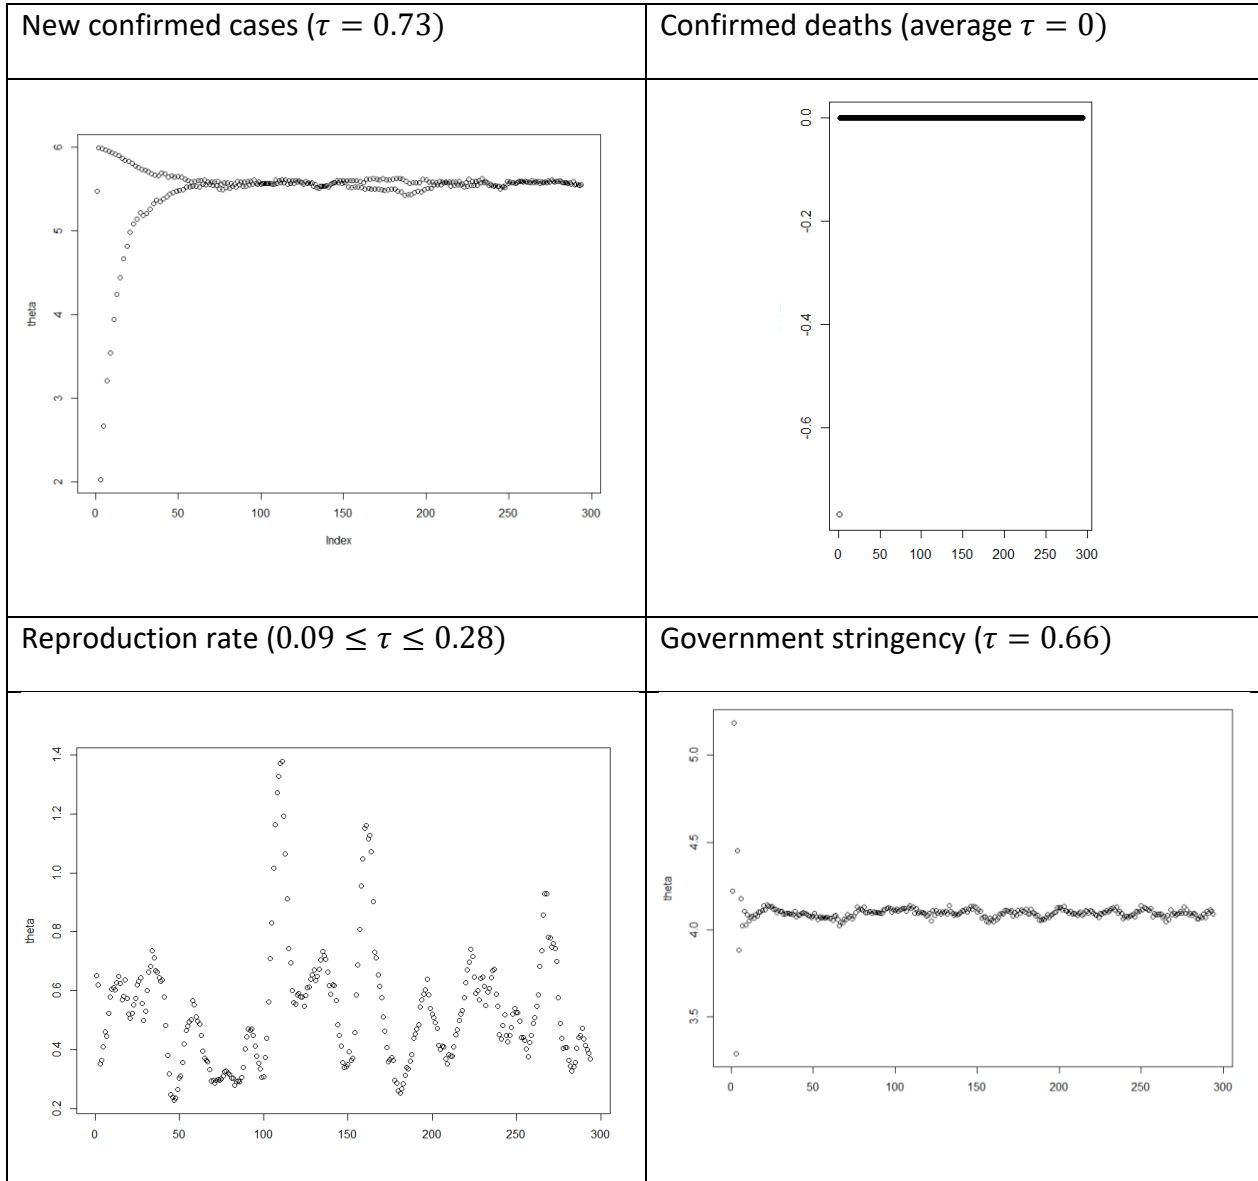 New confirmed cases (τ = 0.73)
Confirmed deaths (average τ = 0)
6
5
4
3
2
theta
0 50 100 150 200 250 300
Index
0.0
-0.2
-0.4
-0.6
0 50 100 150 200 250 300
Reproduction rate (0.09 ≤ τ ≤ 0.28)
Government stringency (τ = 0.66)
1.4
1.2
1.0
0.8
0.6
0.4
0.2
theta
0 50 100 150 200 250 300
5.0
4.5
4.0
3.5
theta
0 50 100 150 200 250 300